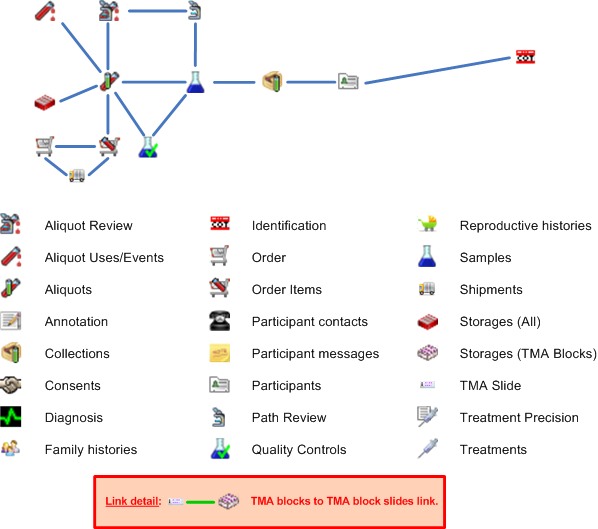 Aliquot Review Identification Reproductive histories
Aliquot Uses/Events Order Samples
Aliquots Order Items Shipments
Annotation Participant contacts Storages (All)
Collections Participant messages Storages (TMA Blocks)
Consents Participants TMA Slide
Diagnosis Path Review Treatment Precision
Family histories Quality Controls Treatments
Link detail: TMA blocks to TMA block slides link.